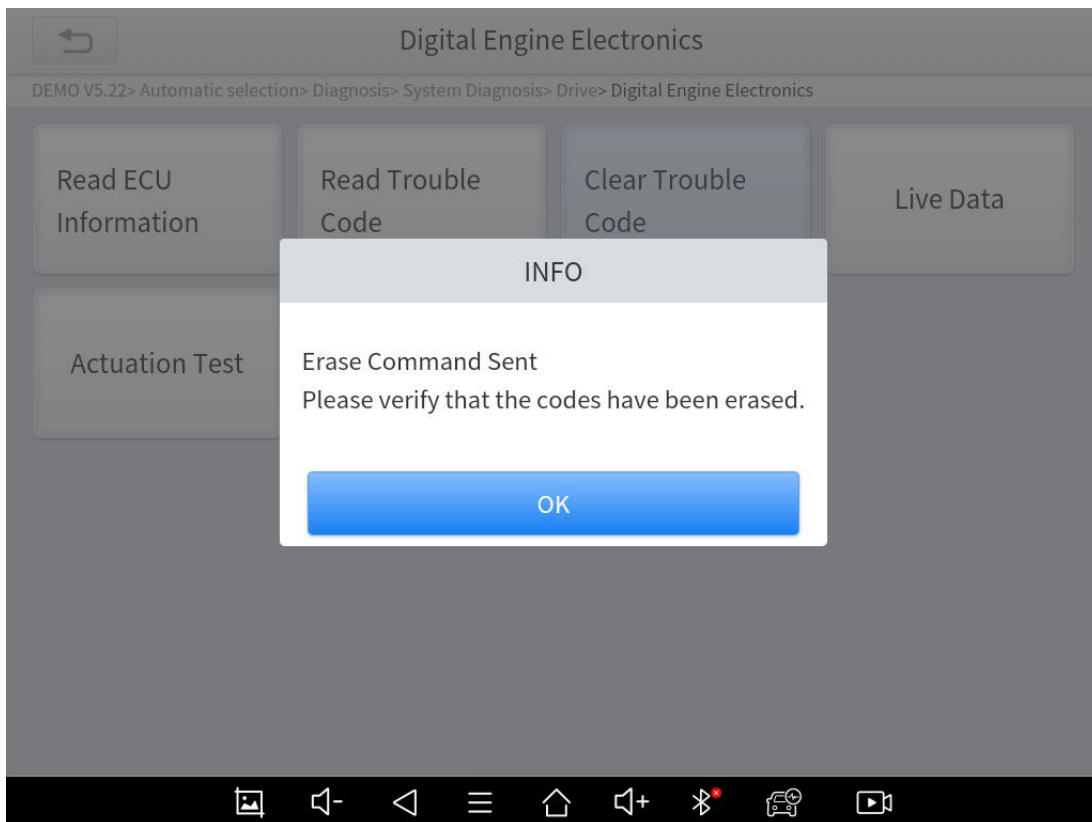 Digital Engine Electronics
DEMO V5.22> Automatic selection> Diagnosis> System Diagnosis> Drive> Digital Engine Electronics
Read ECU
Information
Read Trouble
Code
Clear Trouble
Code
Live Data
Actuation Test
INFO
Erase Command Sent
Please verify that the codes have been erased.
OK